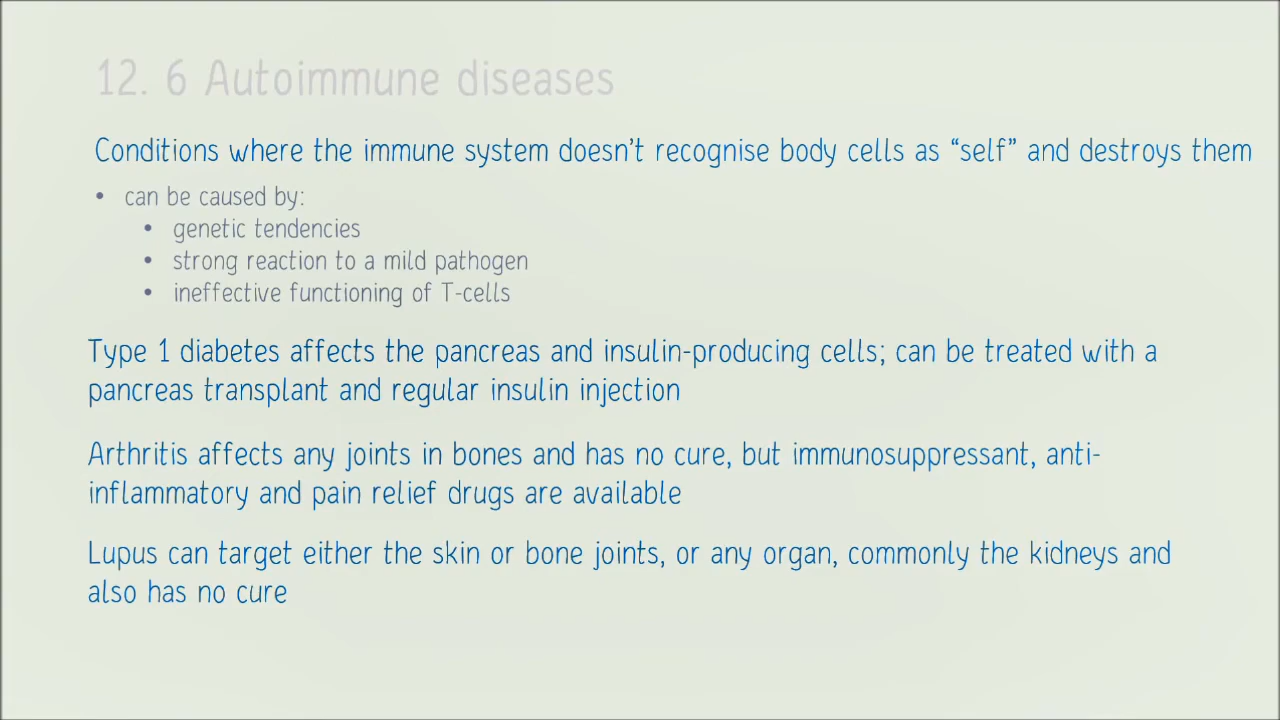 12. 6 Autoimmune diseases
Conditions where the immune system doesn't recognise body cells as “self” and destroys them
• can be caused by:
• genetic tendencies
• strong reaction to a mild pathogen
• ineffective functioning of T-cells
Type 1 diabetes affects the pancreas and insulin-producing cells; can be treated with a
pancreas transplant and regular insulin injection
Arthritis affects any joints in bones and has no cure, but immunosuppressant, anti-
inflammatory and pain relief drugs are available
Lupus can target either the skin or bone joints, or any organ, commonly the kidneys and
also has no cure